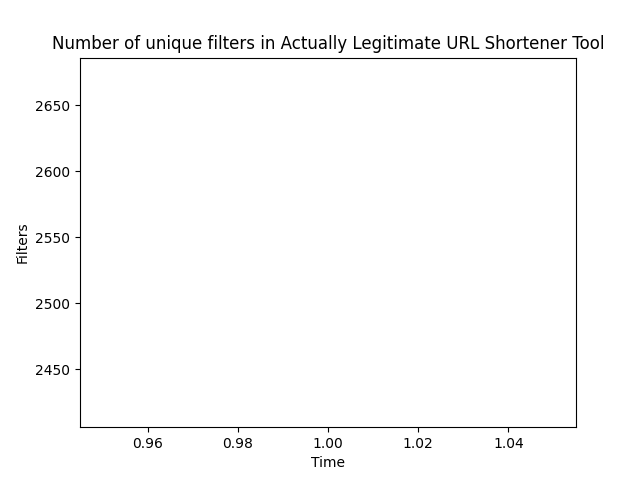 Number of unique filters in Actually Legitimate URL Shortener Tool
2650
2600
2550
2500
2450
Filters
0.96 0.98 1.00 1.02 1.04
Time